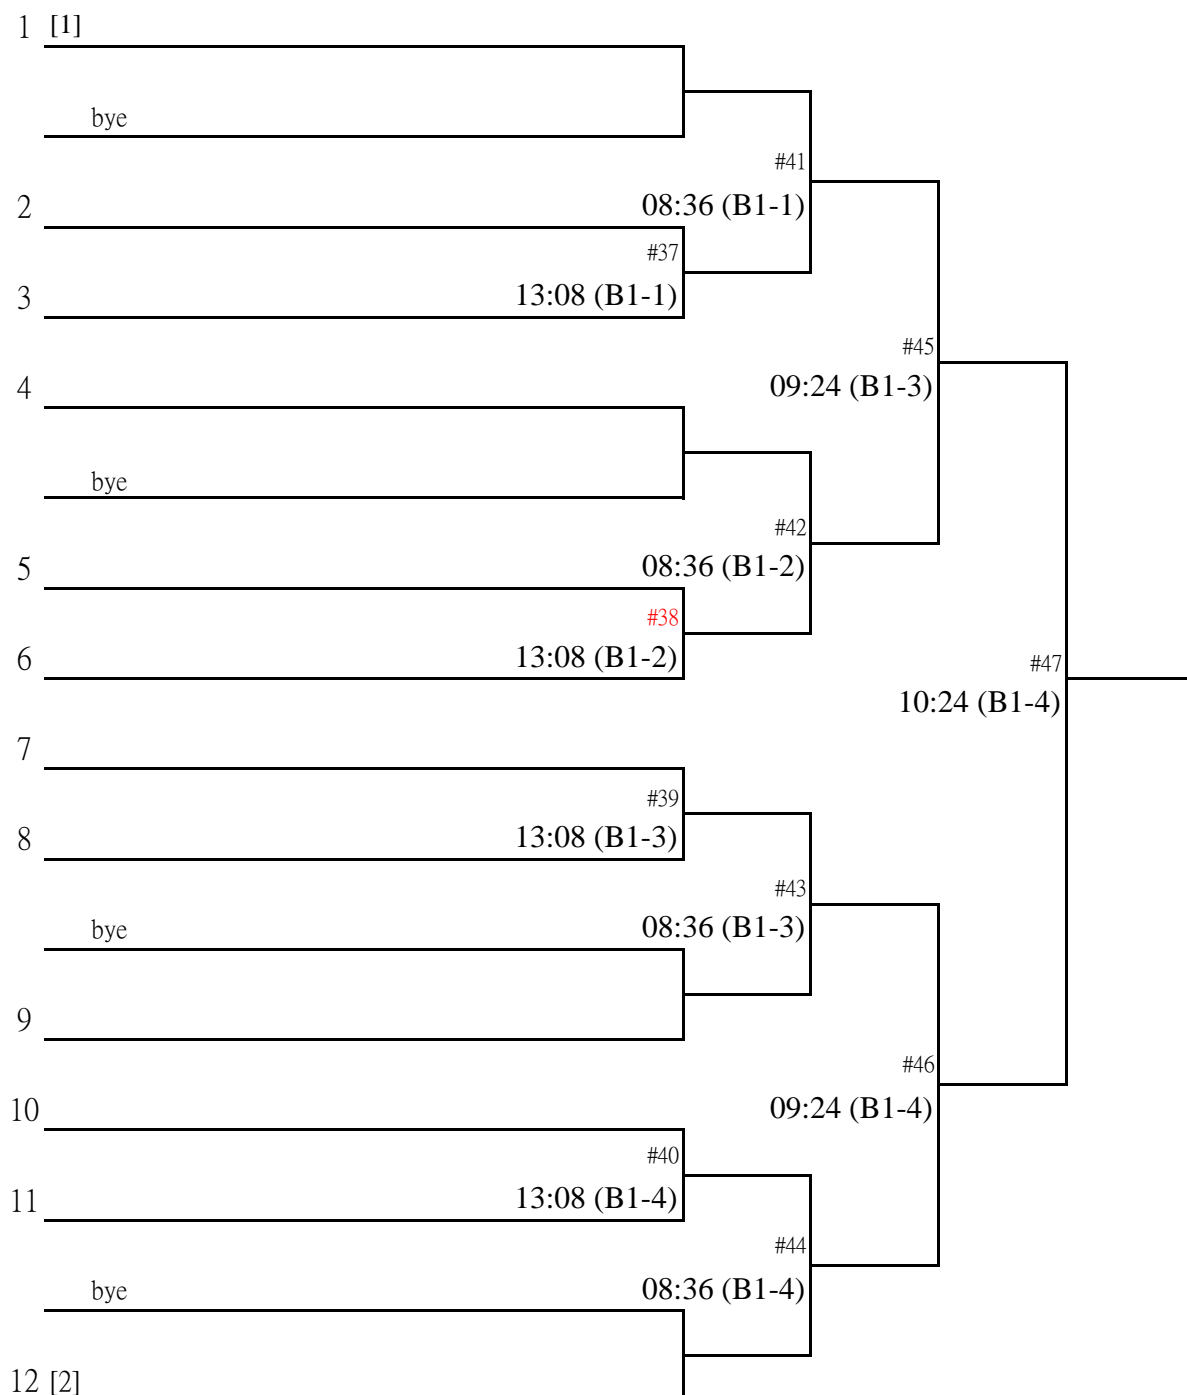 1 [1]
bye
#41
2
08:36 (B1-1)
#37
3
13:08 (B1-1)
#45
4
09:24 (B1-3)
bye
#42
5
08:36 (B1-2)
#38
6
13:08 (B1-2)
#47
10:24 (B1-4)
7
#39
8
13:08 (B1-3)
#43
bye
08:36 (B1-3)
9
#46
10
09:24 (B1-4)
#40
11
13:08 (B1-4)
#44
bye
08:36 (B1-4)
12 [2]